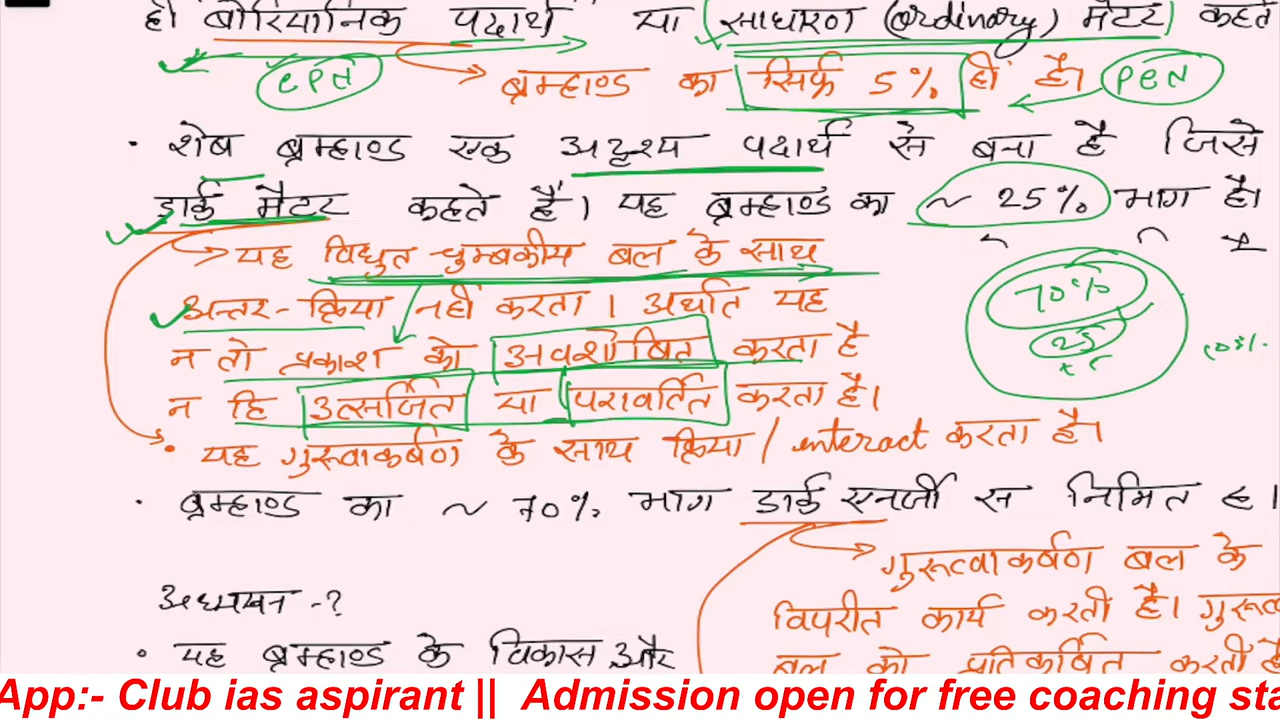 हो बोरियानिक पदार्थ या साधारण (ordinary) मैटर कहते
ब्रम्हाण्ड का सिर्फ 5% ही है।
शेष ब्रम्हाण्ड एक अदृश्य पदार्थ से बना है जिसे
डार्क मैटर कहते हैं। यह ब्रम्हाण्ड का ~ 25% भाग है।
यह विद्युत-चुम्बकीय बल के साथ
अन्तर-क्रिया नहीं करता। अर्थात यह
70%
25
न तो प्रकाश को अवशोषित करता है
न हि उत्सर्जित या परावर्तित करता है।
यह गुरुत्वाकर्षण के साथ क्रिया/interact करता है।
ब्रम्हाण्ड का ~ 70% भाग डार्क एनर्जी स निमित ह।
गुरुत्वाकर्षण बल के
अध्ययन -?
विपरीत कार्य करती है। गुरुत्व
यह ब्रम्हाण्ड के विकास और
बल को प्रतिकर्षित करती है
App:- Club ias aspirant || Admission open for free coaching sta